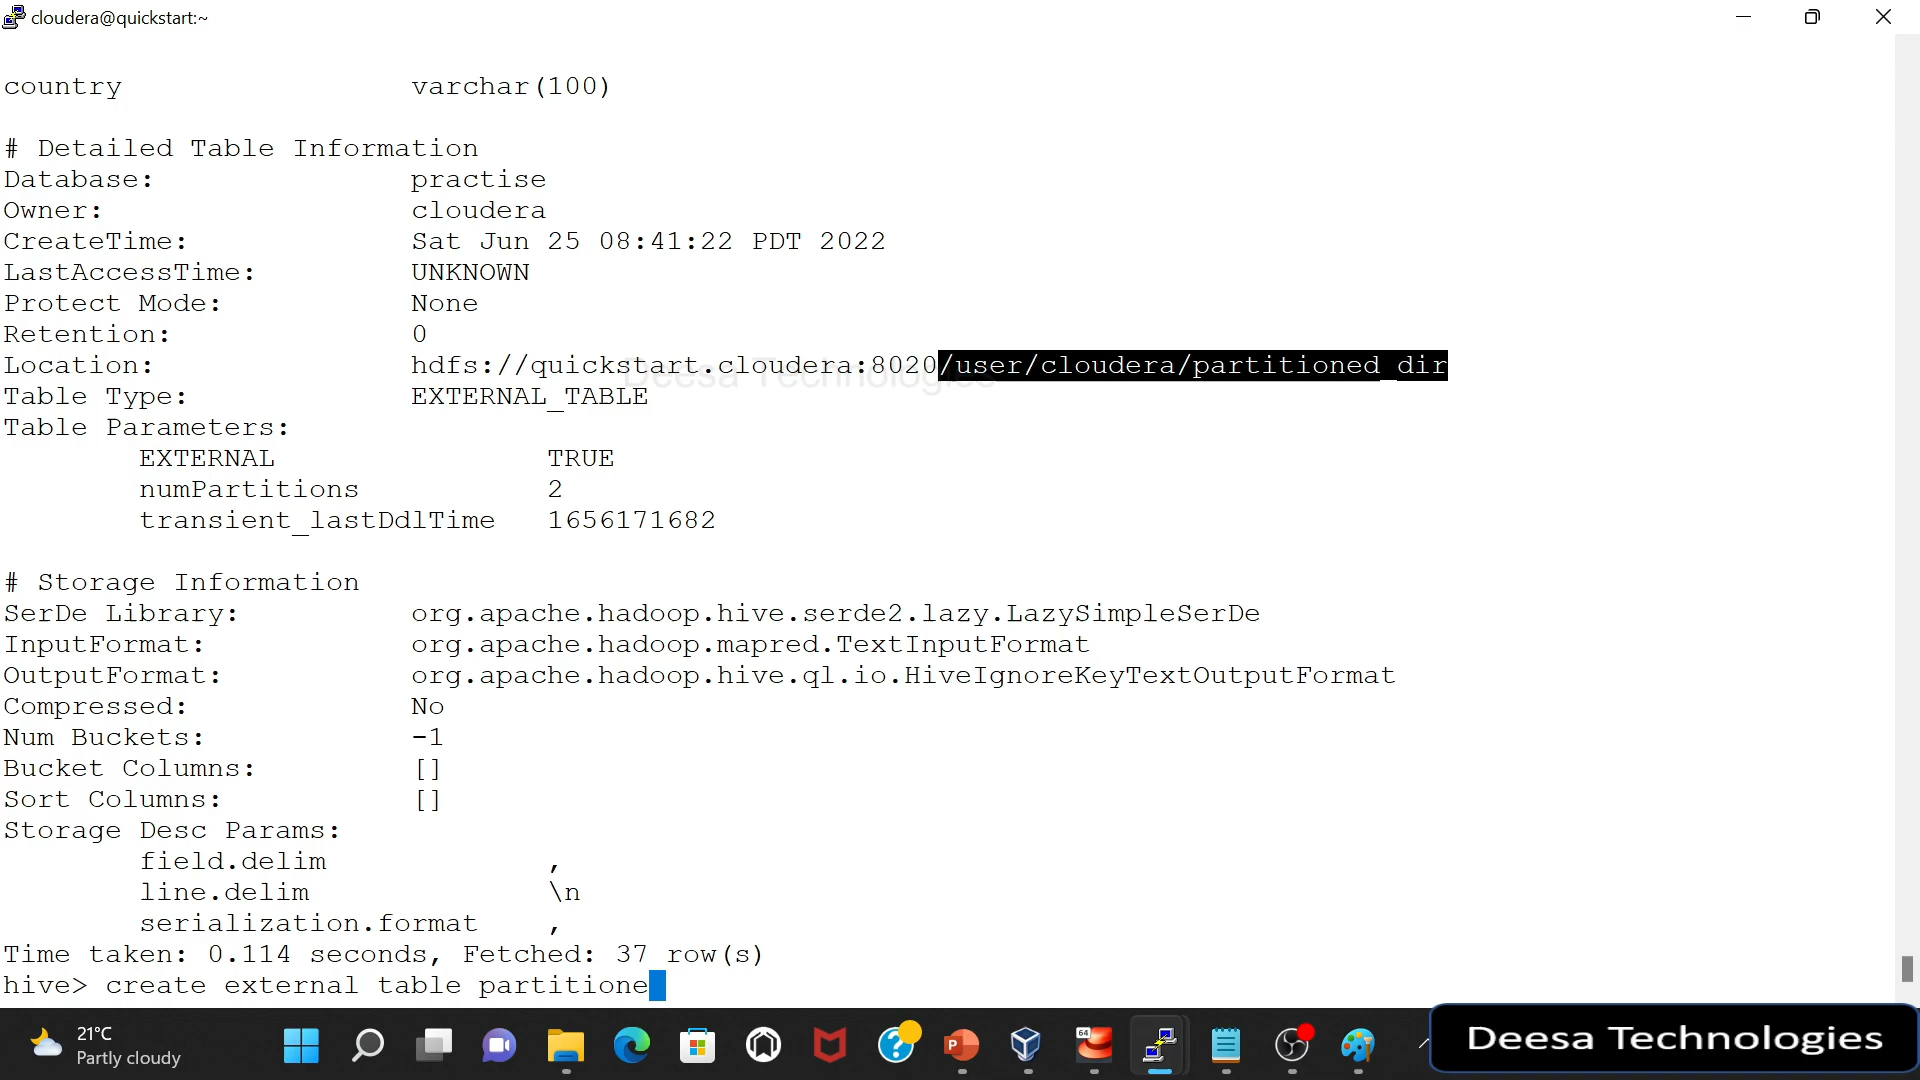 cloudera@quickstart:~
country varchar(100)
# Detailed Table Information
Database: practise
Owner: cloudera
CreateTime: Sat Jun 25 08:41:22 PDT 2022
LastAccessTime: UNKNOWN
Protect Mode: None
Retention: 0
Location: hdfs://quickstart.cloudera:8020/user/cloudera/partitioned_dir
Deesa Technologies
Table Type: EXTERNAL_TABLE
Table Parameters:
EXTERNAL TRUE
numPartitions 2
transient_lastDdlTime 1656171682
# Storage Information
SerDe Library: org.apache.hadoop.hive.serde2.lazy.LazySimpleSerDe
InputFormat: org.apache.hadoop.mapred.TextInputFormat
OutputFormat: org.apache.hadoop.hive.ql.io.HiveIgnoreKeyTextOutputFormat
Compressed: No
Num Buckets: -1
Bucket Columns: []
Sort Columns: []
Storage Desc Params:
field.delim ,
line.delim \n
serialization.format ,
Time taken: 0.114 seconds, Fetched: 37 row(s)
hive> create external table partitione
21°C
Partly cloudy
64
Deesa Technologies